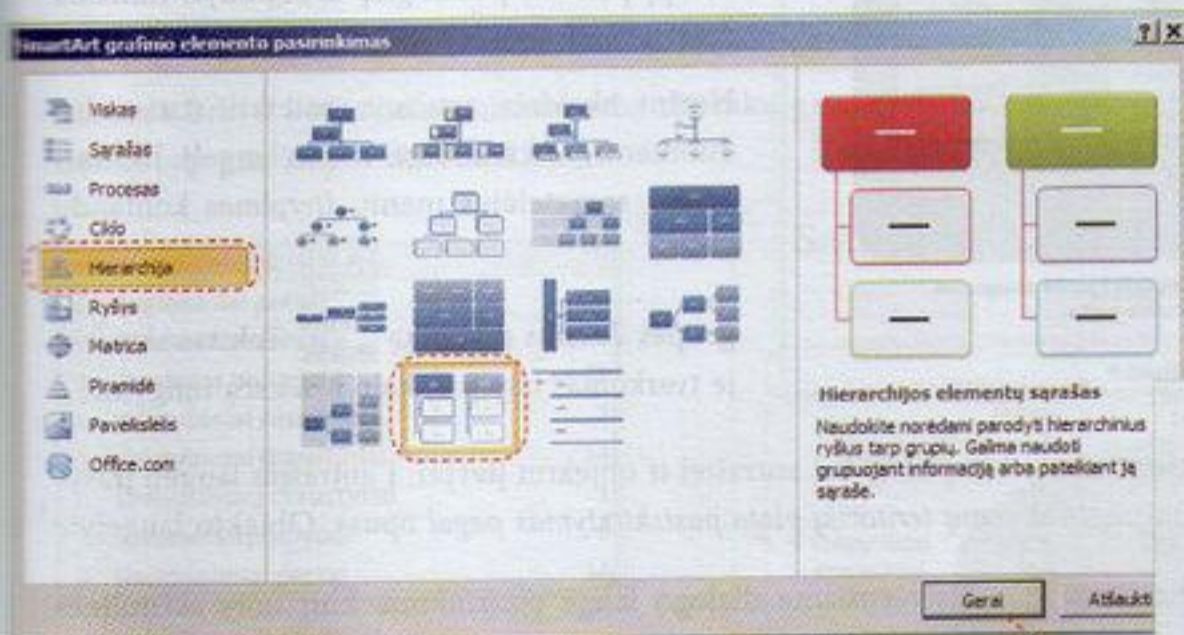 SmartArt grafinio elemento pasirinkimas
Viskas
Sąrašas
Procesas
Ciklo
Hierarchija
Ryšys
Matrica
Piramidė
Paveikslėlis
Office.com
Hierarchijos elementų sąrašas
Naudokite norėdami parodyti hierarchinius
ryšius tarp grupių. Galima naudoti
grupuojant informaciją arba pateikiant ją
sąraše.
Gerai
Atšaukti